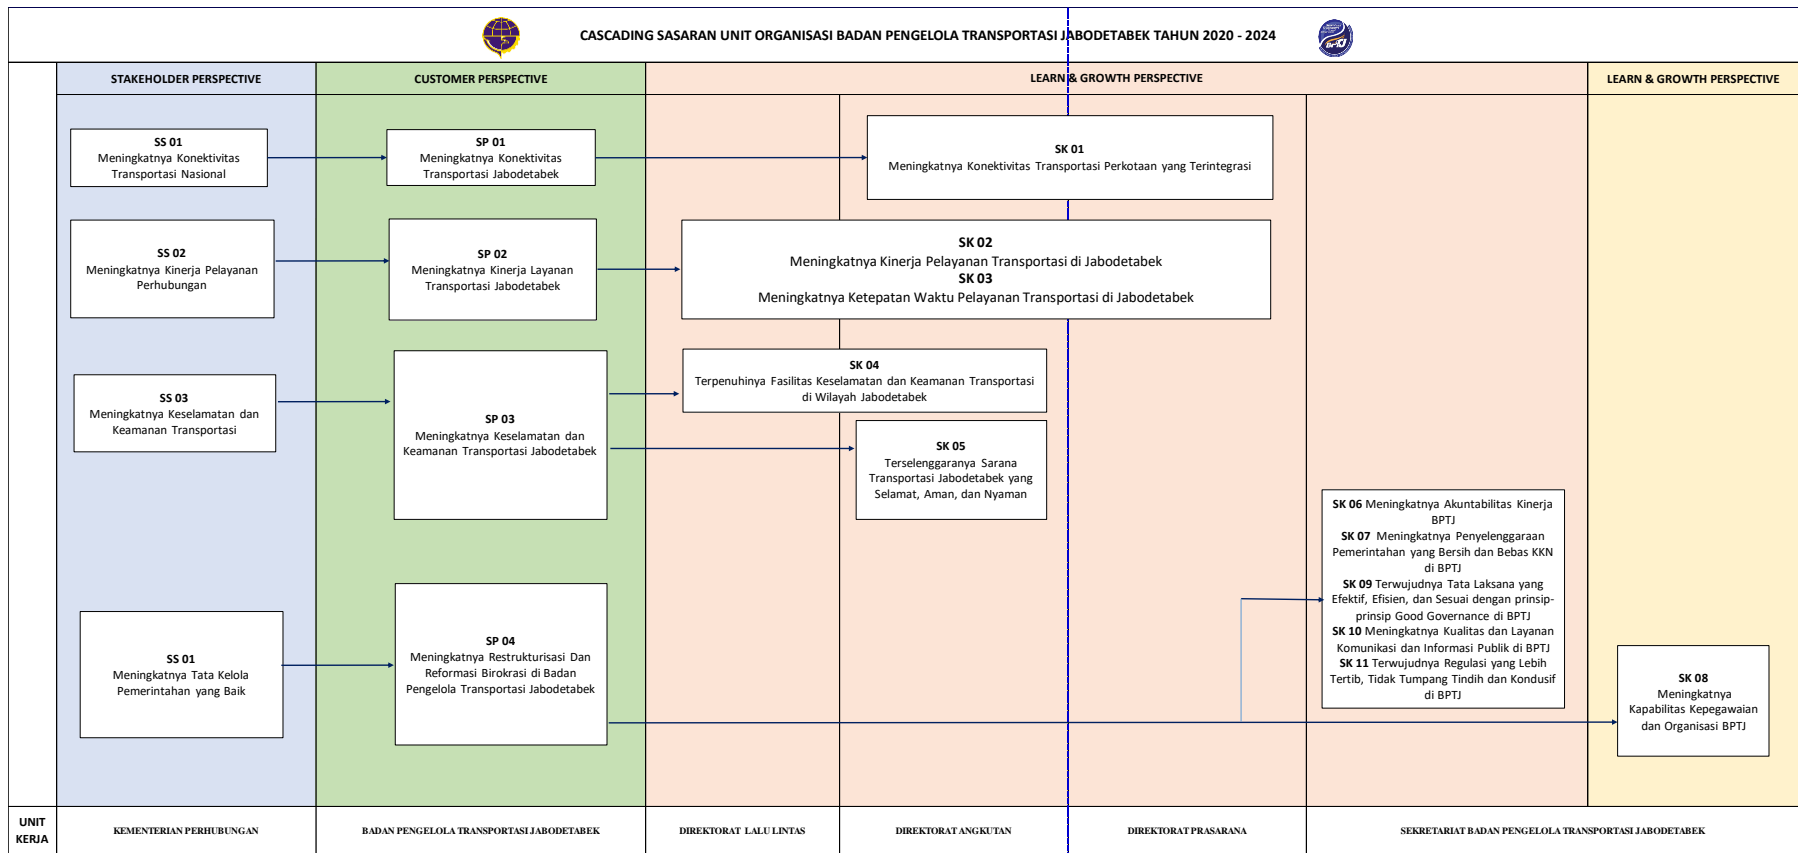 CASCADING SASARAN UNIT ORGANISASI BADAN PENGELOLA TRANSPORTASI JABODETABEK TAHUN 2020 - 2024
STAKEHOLDER PERSPECTIVE
CUSTOMER PERSPECTIVE
LEARN & GROWTH PERSPECTIVE
LEARN & GROWTH PERSPECTIVE
SS 01
Meningkatnya Konektivitas
Transportasi Nasional
SP 01
Meningkatnya Konektivitas
Transportasi Jabodetabek
SK 01
Meningkatnya Konektivitas Transportasi Perkotaan yang Terintegrasi
SS 02
Meningkatnya Kinerja Pelayanan
Perhubungan
SP 02
Meningkatnya Kinerja Layanan
Transportasi Jabodetabek
SK 02
Meningkatnya Kinerja Pelayanan Transportasi di Jabodetabek
SK 03
Meningkatnya Ketepatan Waktu Pelayanan Transportasi di Jabodetabek
SS 03
Meningkatnya Keselamatan dan
Keamanan Transportasi
SP 03
Meningkatnya Keselamatan dan
Keamanan Transportasi Jabodetabek
SK 04
Terpenuhinya Fasilitas Keselamatan dan Keamanan Transportasi
di Wilayah Jabodetabek
SK 05
Terselenggaranya Sarana
Transportasi Jabodetabek yang
Selamat, Aman, dan Nyaman
SS 01
Meningkatnya Tata Kelola
Pemerintahan yang Baik
SP 04
Meningkatnya Restrukturisasi Dan
Reformasi Birokrasi di Badan
Pengelola Transportasi Jabodetabek
SK 06 Meningkatnya Akuntabilitas Kinerja
BPTJ
SK 07 Meningkatnya Penyelenggaraan
Pemerintahan yang Bersih dan Bebas KKN
di BPTJ
SK 09 Terwujudnya Tata Laksana yang
Efektif, Efisien, dan Sesuai dengan prinsip-
prinsip Good Governance di BPTJ
SK 10 Meningkatnya Kualitas dan Layanan
Komunikasi dan Informasi Publik di BPTJ
SK 11 Terwujudnya Regulasi yang Lebih
Tertib, Tidak Tumpang Tindih dan Kondusif
di BPTJ
SK 08
Meningkatnya
Kapabilitas Kepegawaian
dan Organisasi BPTJ
UNIT
KERJA
KEMENTERIAN PERHUBUNGAN
BADAN PENGELOLA TRANSPORTASI JABODETABEK
DIREKTORAT LALU LINTAS
DIREKTORAT ANGKUTAN
DIREKTORAT PRASARANA
SEKRETARIAT BADAN PENGELOLA TRANSPORTASI JABODETABEK